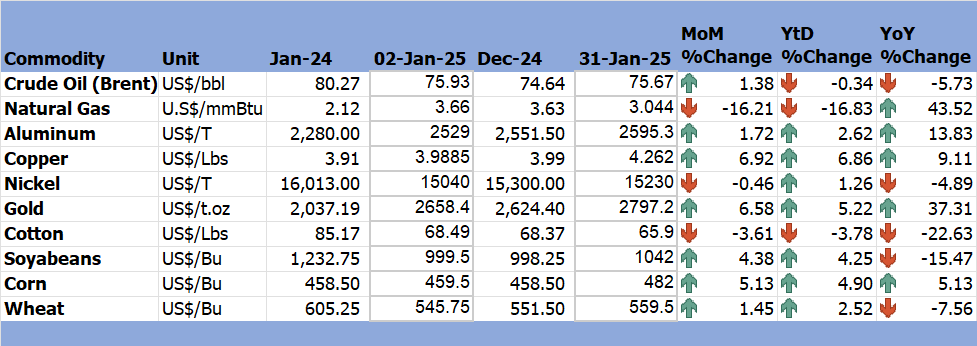 MoM YtD YoY
Commodity Unit Jan-24 02-Jan-25 Dec-24 31-Jan-25 %Change %Change %Change
Crude Oil (Brent) US$/bbl 80.27 75.93 74.64 75.67 1.38 -0.34 -5.73
Natural Gas U.S$/mmBtu 2.12 3.66 3.63 3.044 -16.21 -16.83 43.52
Aluminum US$/T 2,280.00 2529 2,551.50 2595.3 1.72 2.62 13.83
Copper US$/Lbs 3.91 3.9885 3.99 4.262 6.92 6.86 9.11
Nickel US$/T 16,013.00 15040 15,300.00 15230 -0.46 1.26 -4.89
Gold US$/t.oz 2,037.19 2658.4 2,624.40 2797.2 6.58 5.22 37.31
Cotton US$/Lbs 85.17 68.49 68.37 65.9 -3.61 -3.78 -22.63
Soyabeans US$/Bu 1,232.75 999.5 998.25 1042 4.38 4.25 -15.47
Corn US$/Bu 458.50 459.5 458.50 482 5.13 4.90 5.13
Wheat US$/Bu 605.25 545.75 551.50 559.5 1.45 2.52 -7.56